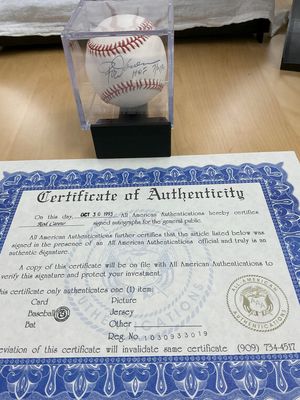 HOF
Certificate of Authenticity
On this day, OCT 30 1993 All American Authentications hereby certifies
Rod Carew signed autographs for the general public.
All American Authentications further certifies that the article listed below was
signed in the presence of an All American Authentications official and truly is an
authentic signature.
A copy of this certificate will be on file with All American Authentications to
verify this signature and protect your investment.
This certificate only authenticates one (1) item:
Card Picture
Baseball Jersey
Bat Other
Reg. No. 1030933019
ALL AMERICAN
AUTHENTICATIONS
eviation of this certificate will invalidate same certificate (909) 734-4517